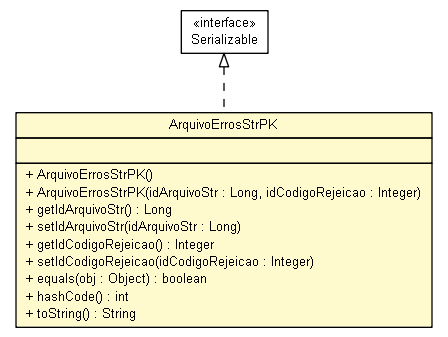 «interface»
Serializable
ArquivoErrosStrPK
+ ArquivoErrosStrPK()
+ ArquivoErrosStrPK(idArquivoStr : Long, idCodigoRejeicao : Integer)
+ getIdArquivoStr() : Long
+ setIdArquivoStr(idArquivoStr : Long)
+ getIdCodigoRejeicao() : Integer
+ setIdCodigoRejeicao(idCodigoRejeicao : Integer)
+ equals(obj : Object) : boolean
+ hashCode() : int
+ toString() : String